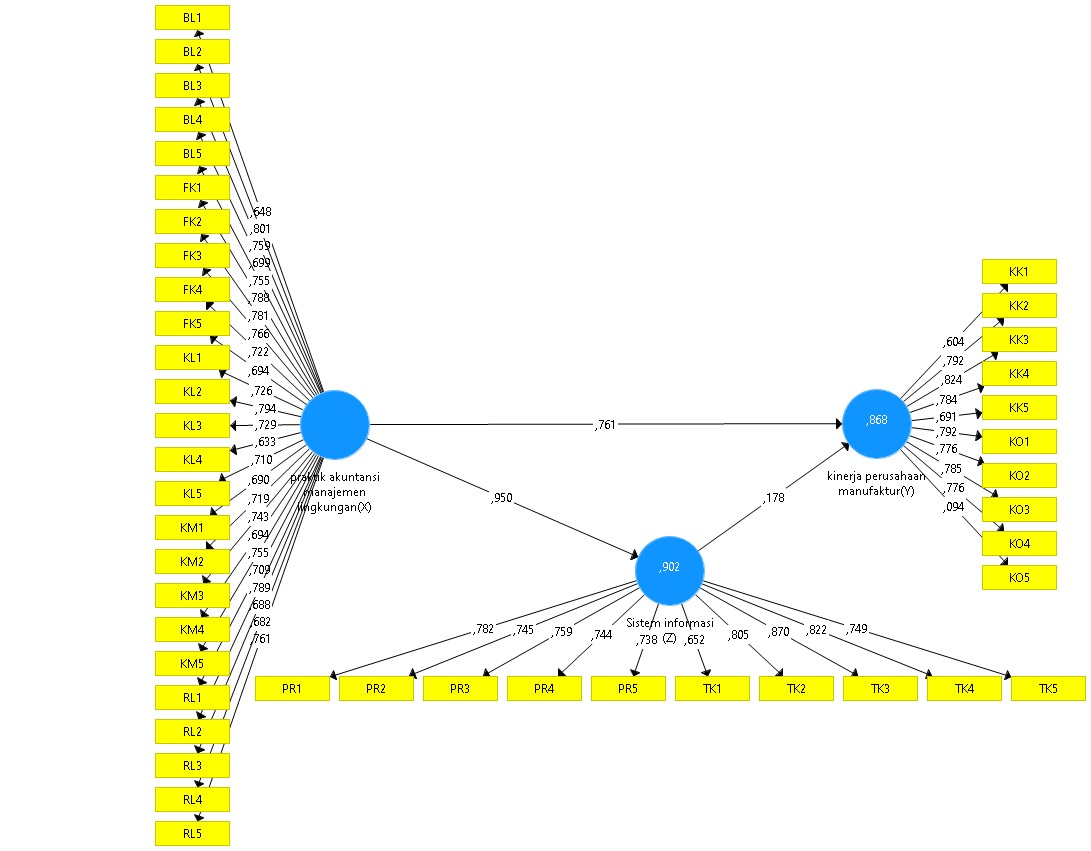 BL1
BL2
BL3
BL4
BL5
FK1
FK2
FK3
FK4
FK5
KL1
KL2
KL3
KL4
KL5
KM1
KM2
KM3
KM4
KM5
RL1
RL2
RL3
RL4
RL5
,648
,801
,759
,699
,755
,788
,781
,766
,722
,694
,726
,794
,729
,633
,710
,690
,719
,743
,694
,755
,709
,789
,688
,682
,761
praktik akuntansi
manajemen
lingkungan(X)
,761
,950
,178
,868
kinerja perusahaan
manufaktur(Y)
,604
,792
,824
,784
,691
,792
,776
,785
,776
,094
KK1
KK2
KK3
KK4
KK5
KO1
KO2
KO3
KO4
KO5
,902
Sistem informasi
(Z)
,782
,745
,759
,744
,738
,652
,805
,870
,822
,749
PR1
PR2
PR3
PR4
PR5
TK1
TK2
TK3
TK4
TK5